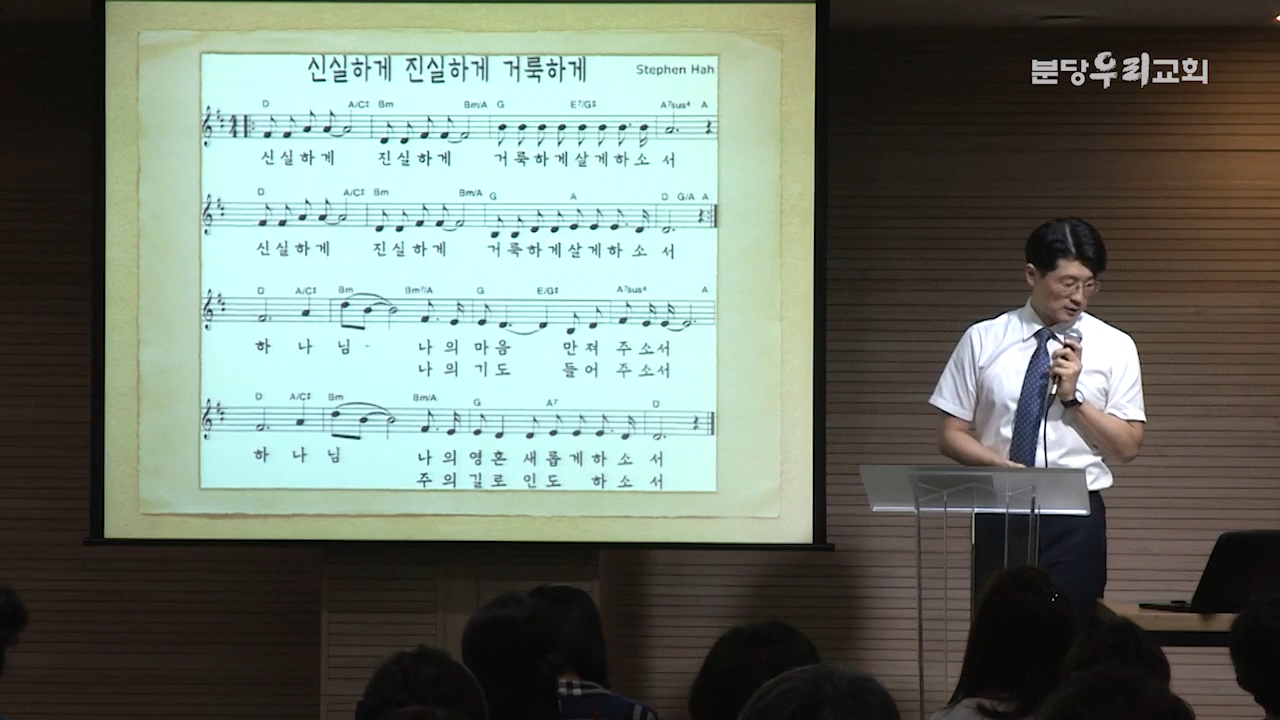 신실하게 진실하게 거룩하게
Stephen Hah
분당우리교회
D A/C♯ Bm Bm/A G E7/G♯ A7sus4 A
신실하게 진실하게 거룩하게살게하소서
D A/C♯ Bm Bm/A G A D G/A A
신실하게 진실하게 거룩하게살게하소서
D A/C♯ Bm Bm7/A G E/G♯ A7sus4 A
하나님- 나의마음 만져주소서
나의기도 들어주소서
D A/C♯ Bm Bm/A G A7 D
하나님 나의영혼새롭게하소서
주의길로인도하소서